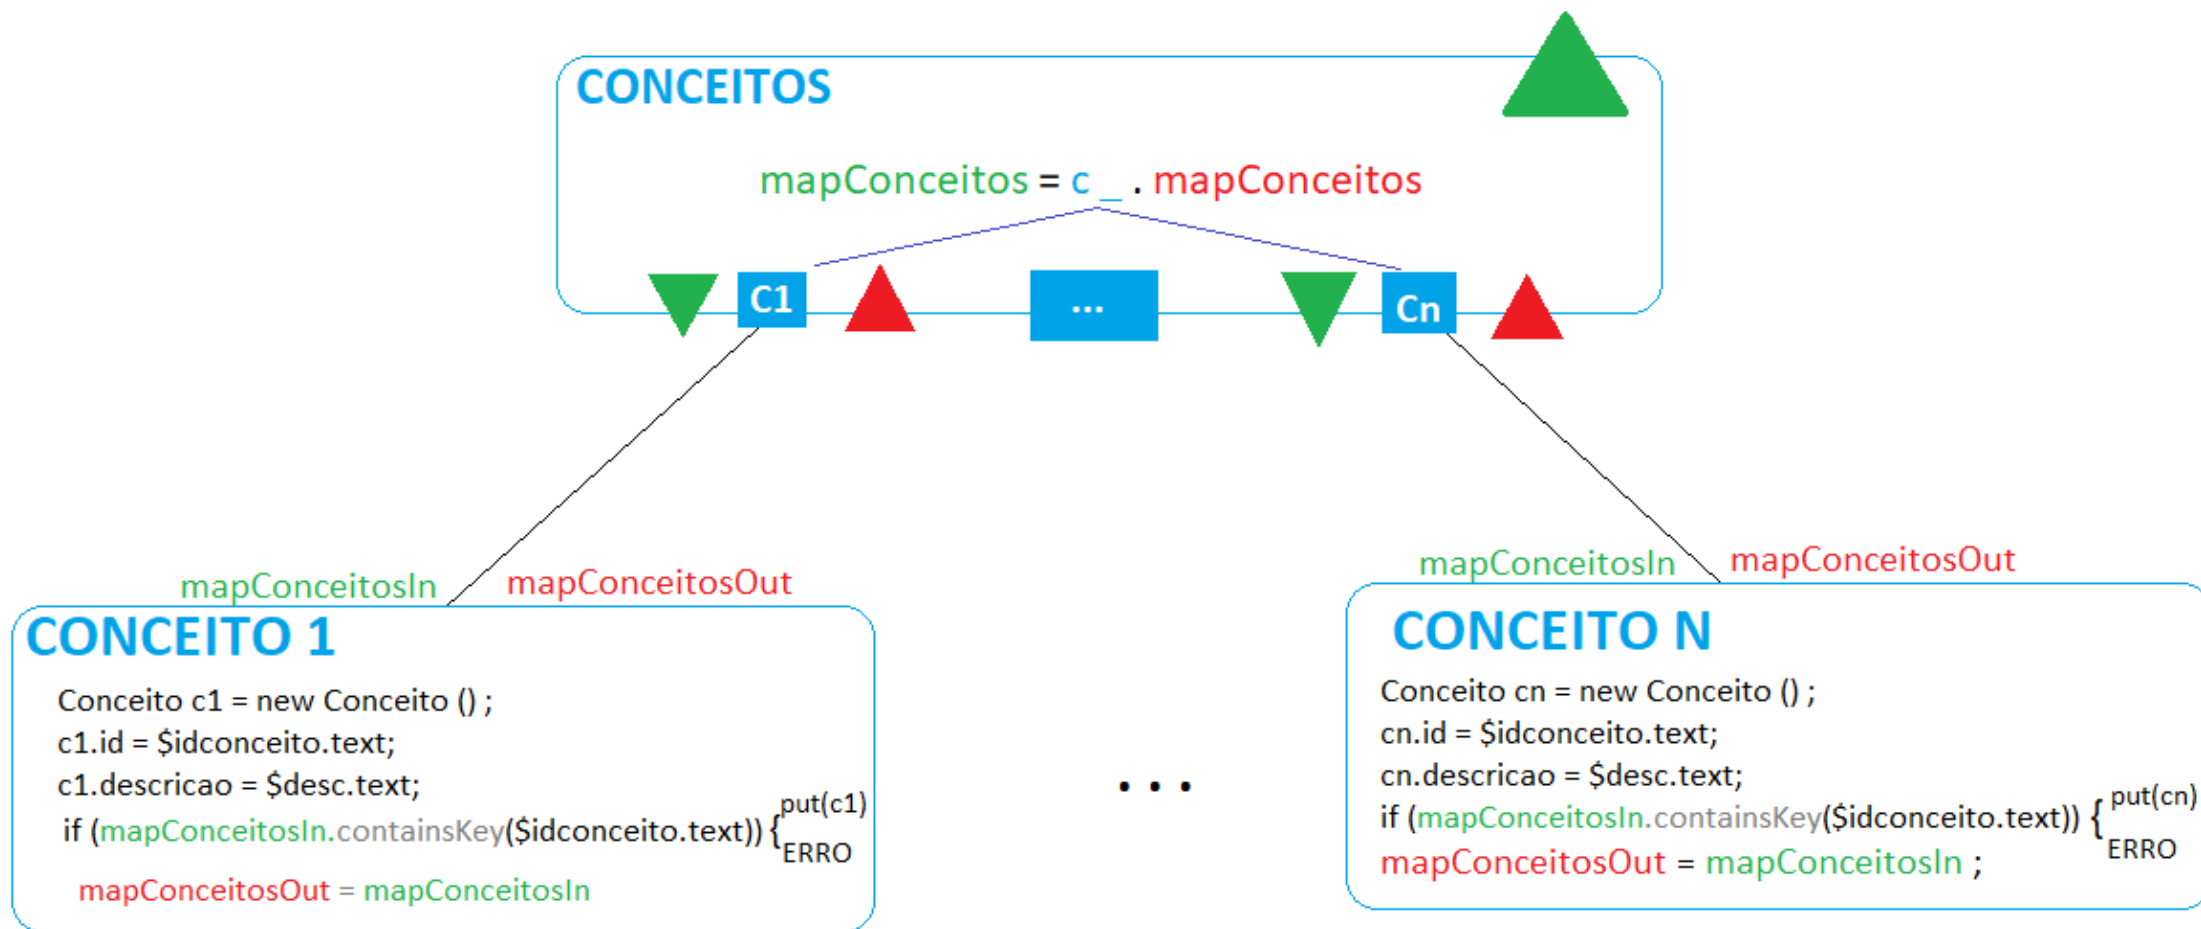 CONCEITOS
mapConceitos = c _ . mapConceitos
C1
...
Cn
mapConceitosIn
mapConceitosOut
CONCEITO 1
Conceito c1 = new Conceito () ;
c1.id = $idconceito.text;
c1.descricao = $desc.text;
if (mapConceitosIn.containsKey($idconceito.text)) {
put(c1)
ERRO
mapConceitosOut = mapConceitosIn
...
mapConceitosIn
mapConceitosOut
CONCEITO N
Conceito cn = new Conceito () ;
cn.id = $idconceito.text;
cn.descricao = $desc.text;
if (mapConceitosIn.containsKey($idconceito.text)) {
put(cn)
ERRO
mapConceitosOut = mapConceitosIn ;